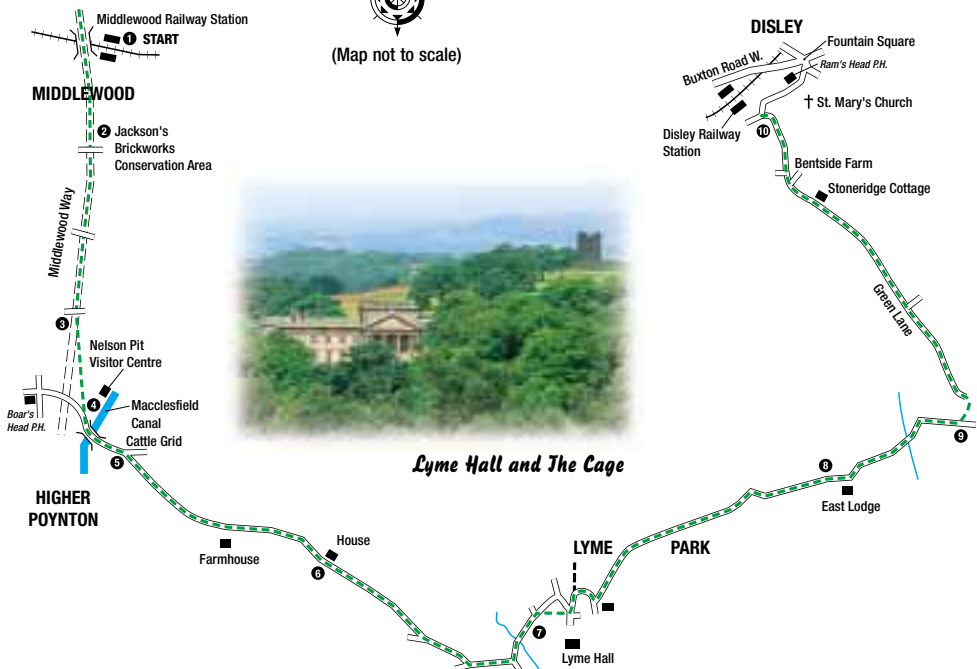 Middlewood Railway Station
1 START
(Map not to scale)
MIDDLEWOOD
2 Jackson's
Brickworks
Conservation Area
Middlewood Way
3
Nelson Pit
Visitor Centre
4
Macclesfield
Canal
Cattle Grid
Boar's
Head P.H.
5
HIGHER
POYNTON
Farmhouse
House
6
DISLEY
Fountain Square
Ram's Head P.H.
Buxton Road W.
St. Mary's Church
Disley Railway
Station
10
Bentside Farm
Stoneridge Cottage
Green Lane
9
8
East Lodge
Lyme Hall and The Cage
LYME PARK
7
Lyme Hall